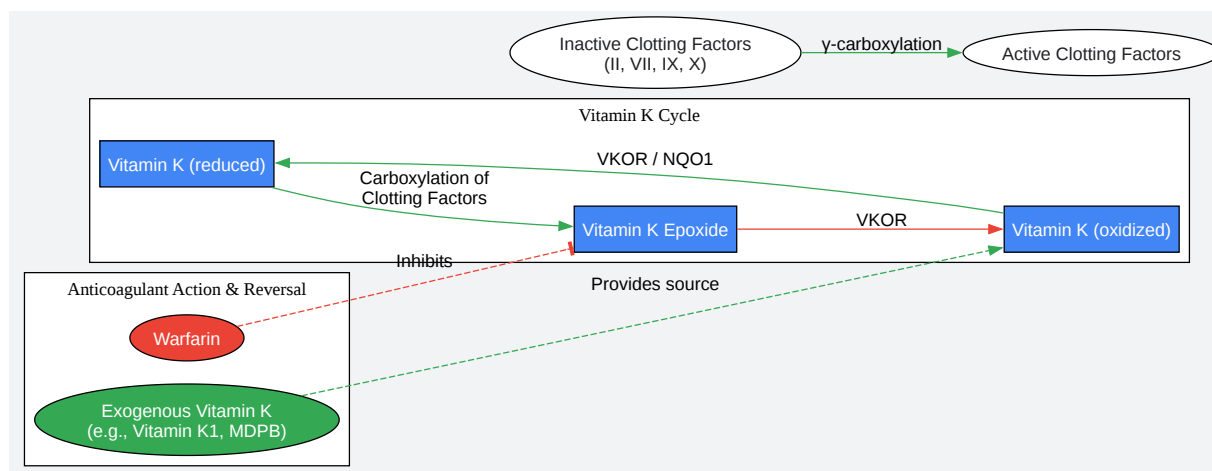 Inactive Clotting Factors
(II, VII, IX, X)
γ-carboxylation
Active Clotting Factors
Vitamin K Cycle
Vitamin K (reduced)
VKOR / NQO1
Carboxylation of
Clotting Factors
Vitamin K Epoxide
VKOR
Vitamin K (oxidized)
Inhibits
Provides source
Anticoagulant Action & Reversal
Warfarin
Exogenous Vitamin K
(e.g., Vitamin K1, MDPB)